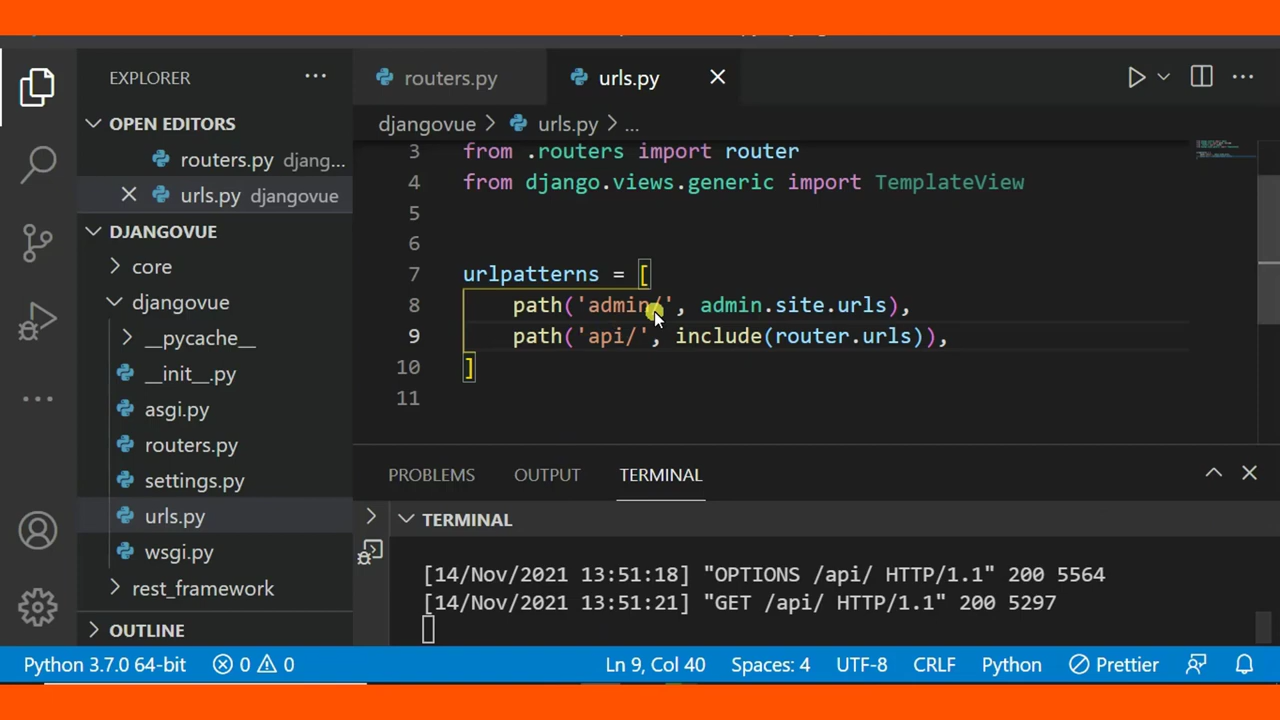 EXPLORER
routers.py
urls.py
OPEN EDITORS
djangovue > urls.py > ...
routers.py djang...
urls.py djangovue
DJANGOVUE
core
djangovue
__pycache__
__init__.py
asgi.py
routers.py
settings.py
urls.py
wsgi.py
rest_framework
OUTLINE
3 from .routers import router
4 from django.views.generic import TemplateView
5
6
7 urlpatterns = [
8 path('admin/', admin.site.urls),
9 path('api/', include(router.urls)),
10 ]
11
PROBLEMS OUTPUT TERMINAL
TERMINAL
[14/Nov/2021 13:51:18] "OPTIONS /api/ HTTP/1.1" 200 5564
[14/Nov/2021 13:51:21] "GET /api/ HTTP/1.1" 200 5297
Python 3.7.0 64-bit 0 0 Ln 9, Col 40 Spaces: 4 UTF-8 CRLF Python Prettier